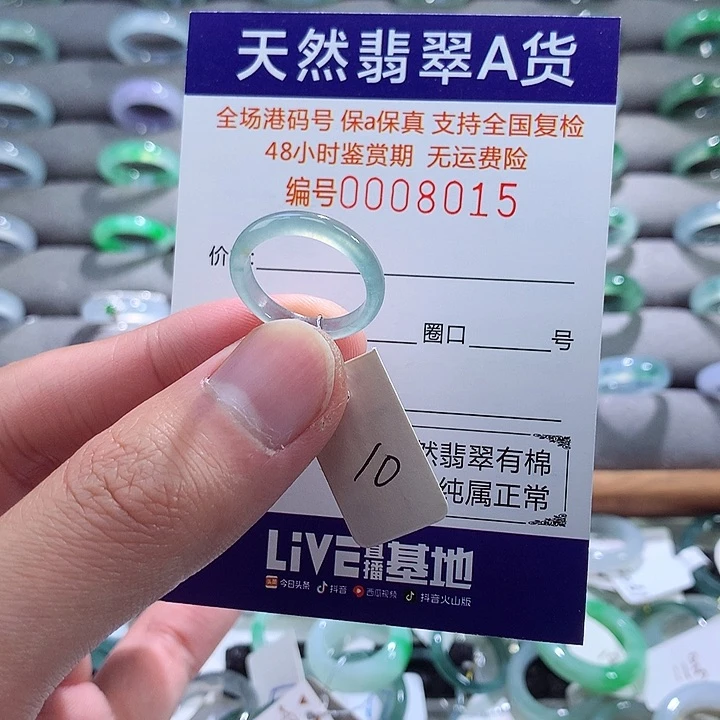 天然翡翠A货
全场港码号 保a保真 支持全国复检
48小时鉴赏期 无运费险
编号0008015
价 :
圈口 号
10
然翡翠有棉
纯属正常
LiVE直播基地
今日头条 抖音 西瓜视频 抖音火山版